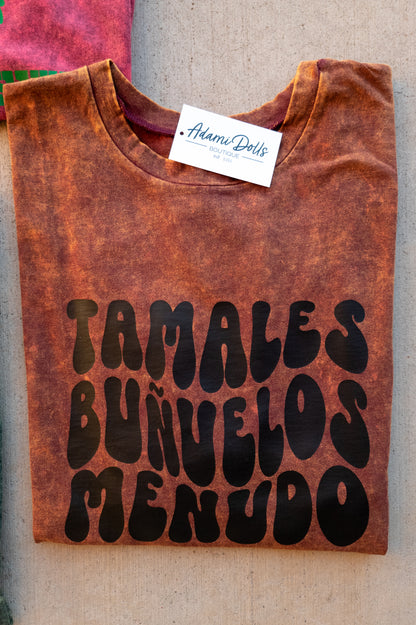 Adami Dolls
BOUTIQUE
TAMALES
BUÑUELOS
MENUDO